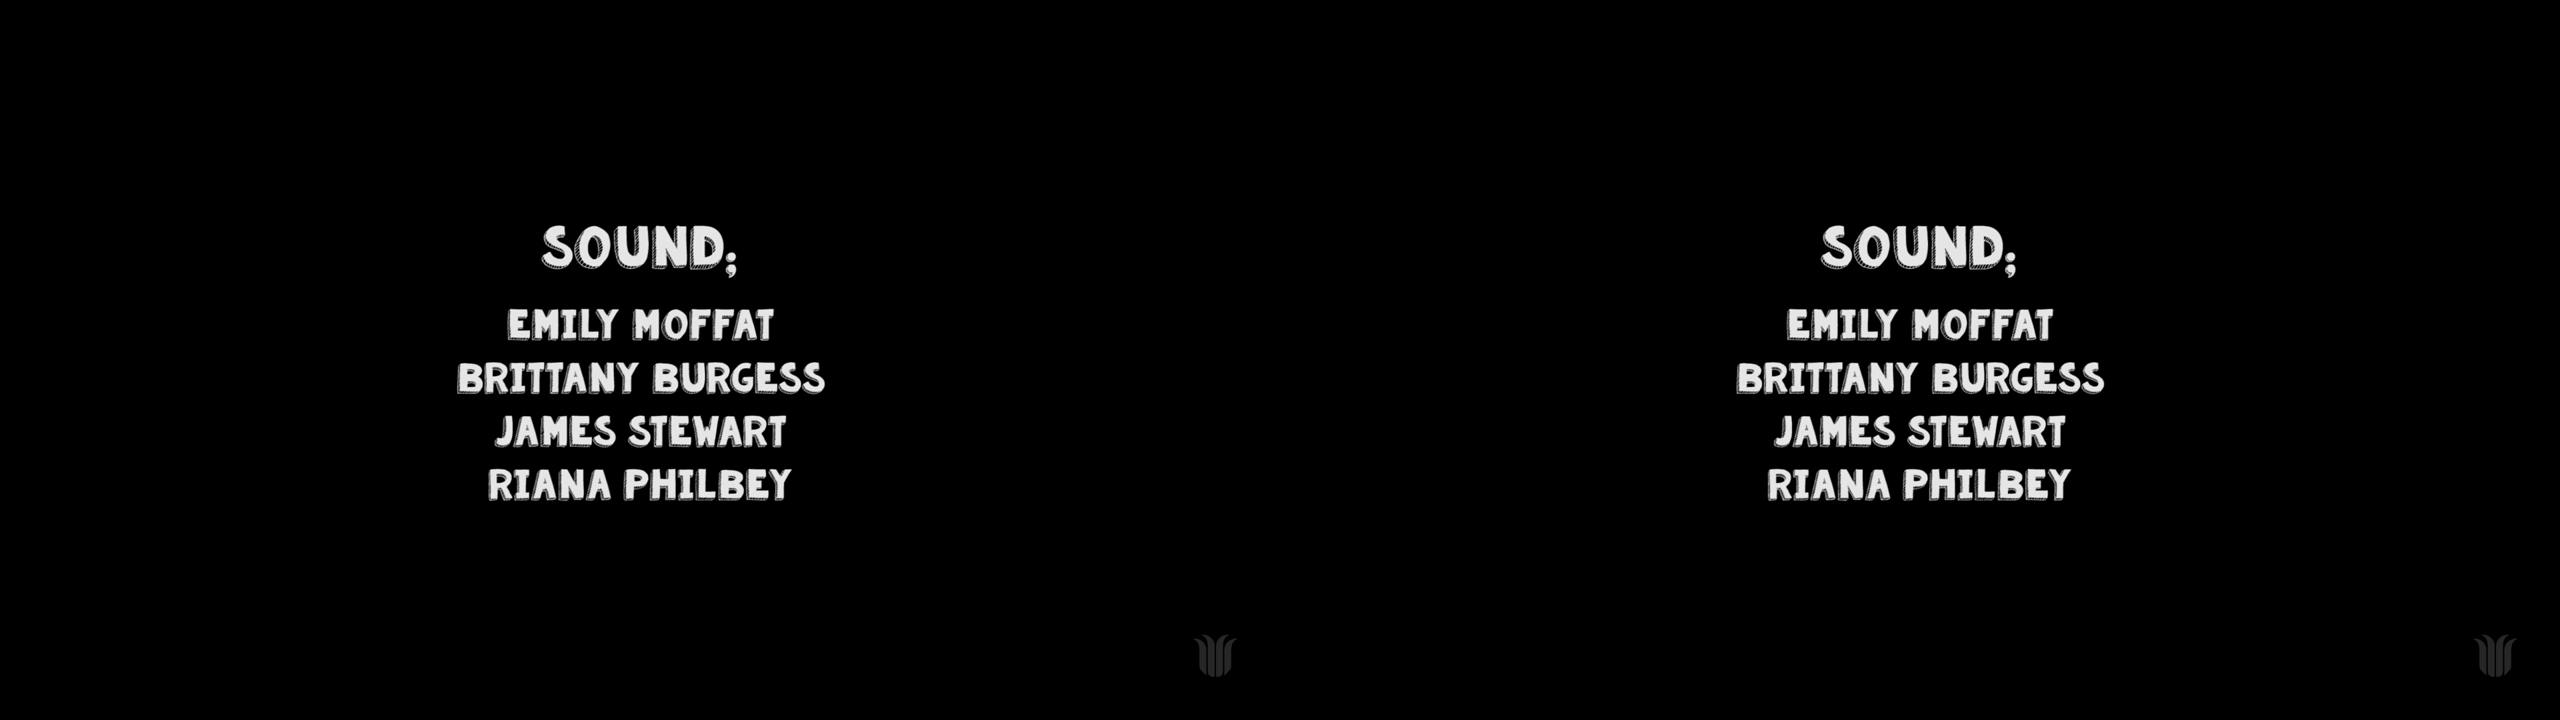 SOUND;
EMILY MOFFAT
BRITTANY BURGESS
JAMES STEWART
RIANA PHILBEY
SOUND;
EMILY MOFFAT
BRITTANY BURGESS
JAMES STEWART
RIANA PHILBEY